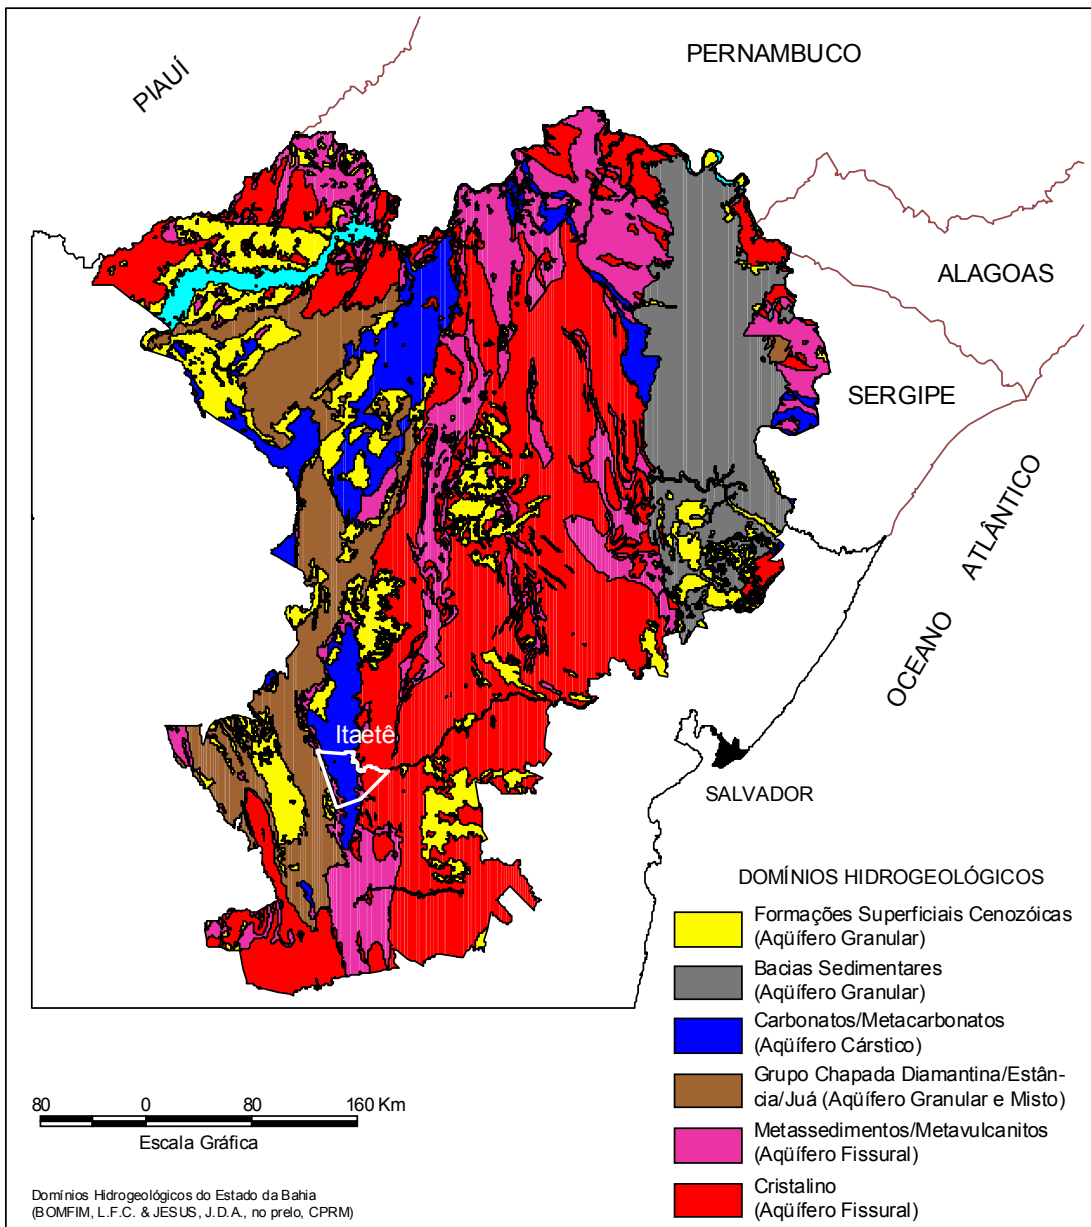 PIAUÍ
PERNAMBUCO
ALAGOAS
SERGIPE
OCEANO ATLÂNTICO
Itaetê
SALVADOR
DOMÍNIOS HIDROGEOLÓGICOS
Formações Superficiais Cenozóicas
(Aqüífero Granular)
Bacias Sedimentares
(Aqüífero Granular)
Carbonatos/Metacarbonatos
(Aqüífero Cárstico)
Grupo Chapada Diamantina/Estân-
cia/Juá (Aqüífero Granular e Misto)
Metassedimentos/Metavulcanitos
(Aqüífero Fissural)
Cristalino
(Aqüífero Fissural)
80 0 80 160 Km
Escala Gráfica
Domínios Hidrogeológicos do Estado da Bahia
(BOMFIM, L.F.C. & JESUS, J.D.A., no prelo, CPRM)